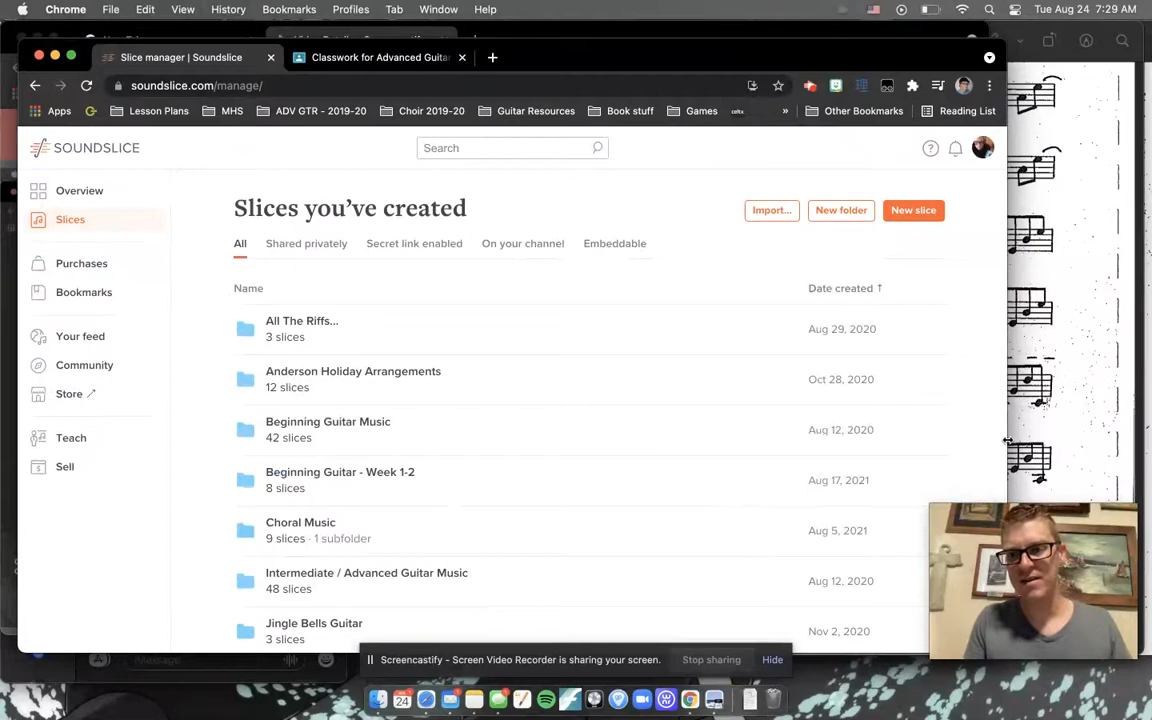 Chrome File Edit View History Bookmarks Profiles Tab Window Help Tue Aug 24 7:29 AM
Slice manager | Soundslice Classwork for Advanced Guitar
soundslice.com/manage/
Apps Lesson Plans MHS ADV GTR - 2019-20 Choir 2019-20 Guitar Resources Book stuff Games celtx » Other Bookmarks Reading List
SOUNDSLICE Search
Overview
Slices
Purchases
Bookmarks
Your feed
Community
Store
Teach
Sell
Slices you've created Import... New folder New slice
All Shared privately Secret link enabled On your channel Embeddable
Name Date created ↑
All The Riffs... Aug 29, 2020
3 slices
Anderson Holiday Arrangements Oct 28, 2020
12 slices
Beginning Guitar Music Aug 12, 2020
42 slices
Beginning Guitar - Week 1-2 Aug 17, 2021
8 slices
Choral Music Aug 5, 2021
9 slices · 1 subfolder
Intermediate / Advanced Guitar Music Aug 12, 2020
48 slices
Jingle Bells Guitar Nov 2, 2020
3 slices
iMessage
Screencastify - Screen Video Recorder is sharing your screen. Stop sharing Hide
24